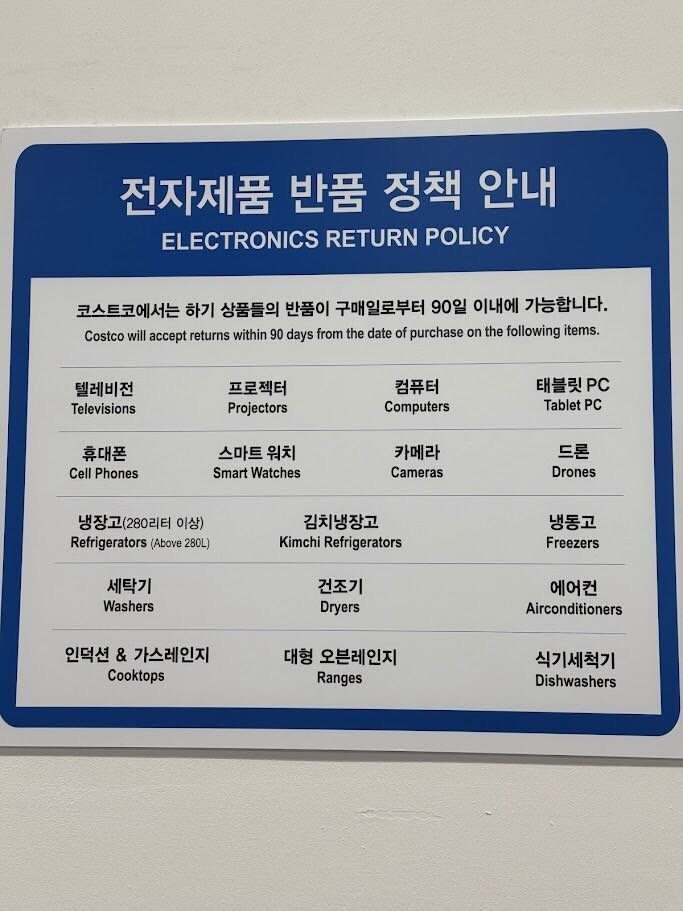 전자제품 반품 정책 안내
ELECTRONICS RETURN POLICY
코스트코에서는 하기 상품들의 반품이 구매일로부터 90일 이내에 가능합니다.
Costco will accept returns within 90 days from the date of purchase on the following items.
텔레비전 프로젝터 컴퓨터 태블릿 PC
Televisions Projectors Computers Tablet PC
휴대폰 스마트 워치 카메라 드론
Cell Phones Smart Watches Cameras Drones
냉장고(280리터 이상) 김치냉장고 냉동고
Refrigerators (Above 280L) Kimchi Refrigerators Freezers
세탁기 건조기 에어컨
Washers Dryers Airconditioners
인덕션 & 가스레인지 대형 오븐레인지 식기세척기
Cooktops Ranges Dishwashers